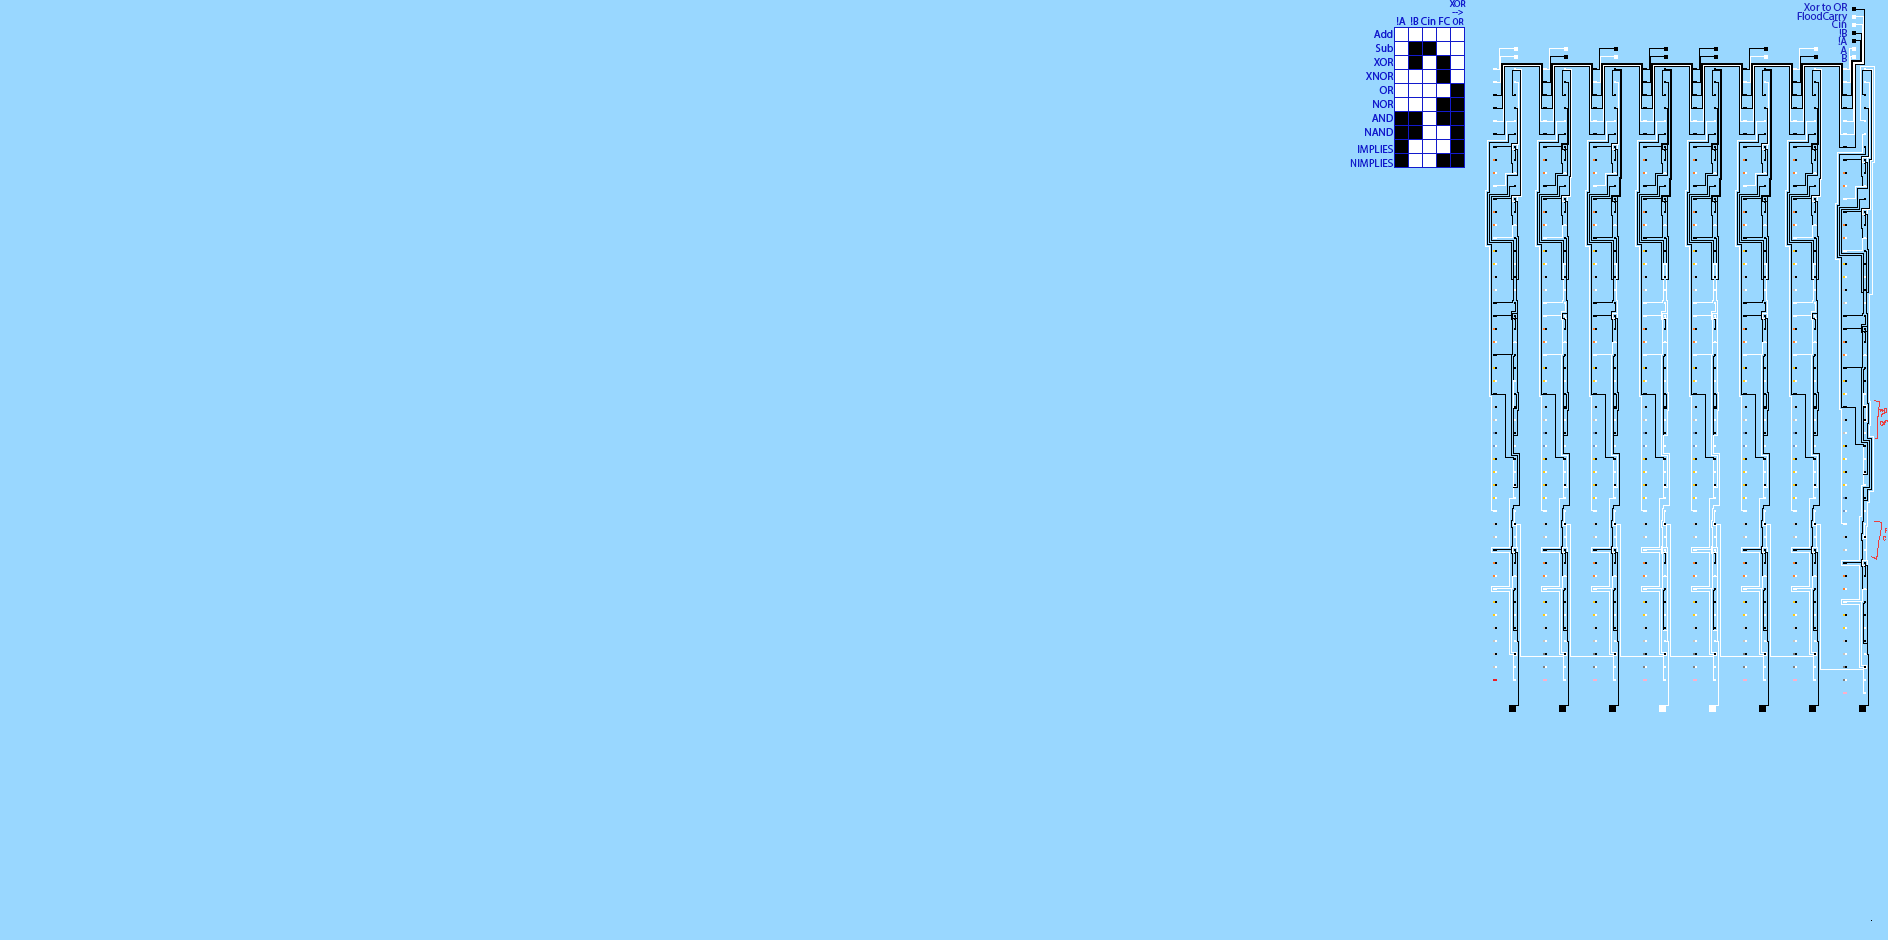 XOR
-->
!A !B Cin FC OR
Add
Sub
XOR
XNOR
OR
NOR
AND
NAND
IMPLIES
NIMPLIES
Xor to OR
FloodCarry
Cin
!B
!A
A
B